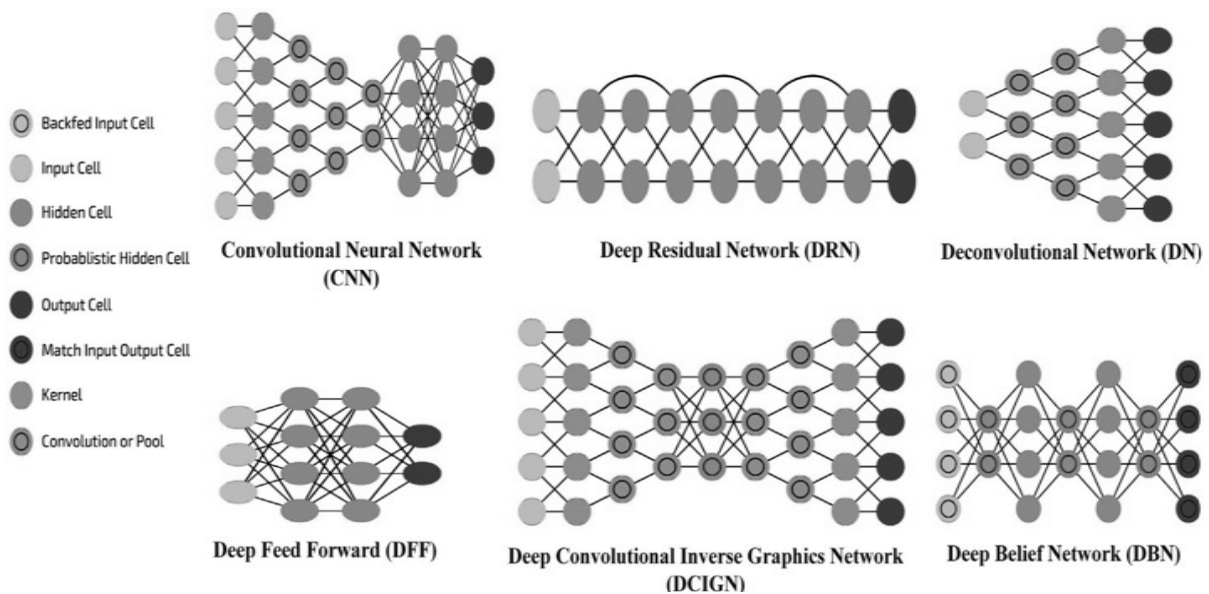 Backfed Input Cell
Input Cell
Hidden Cell
Probablistic Hidden Cell
Output Cell
Match Input Output Cell
Kernel
Convolution or Pool
Convolutional Neural Network
(CNN)
Deep Residual Network (DRN)
Deconvolutional Network (DN)
Deep Feed Forward (DFF)
Deep Convolutional Inverse Graphics Network
(DCIGN)
Deep Belief Network (DBN)